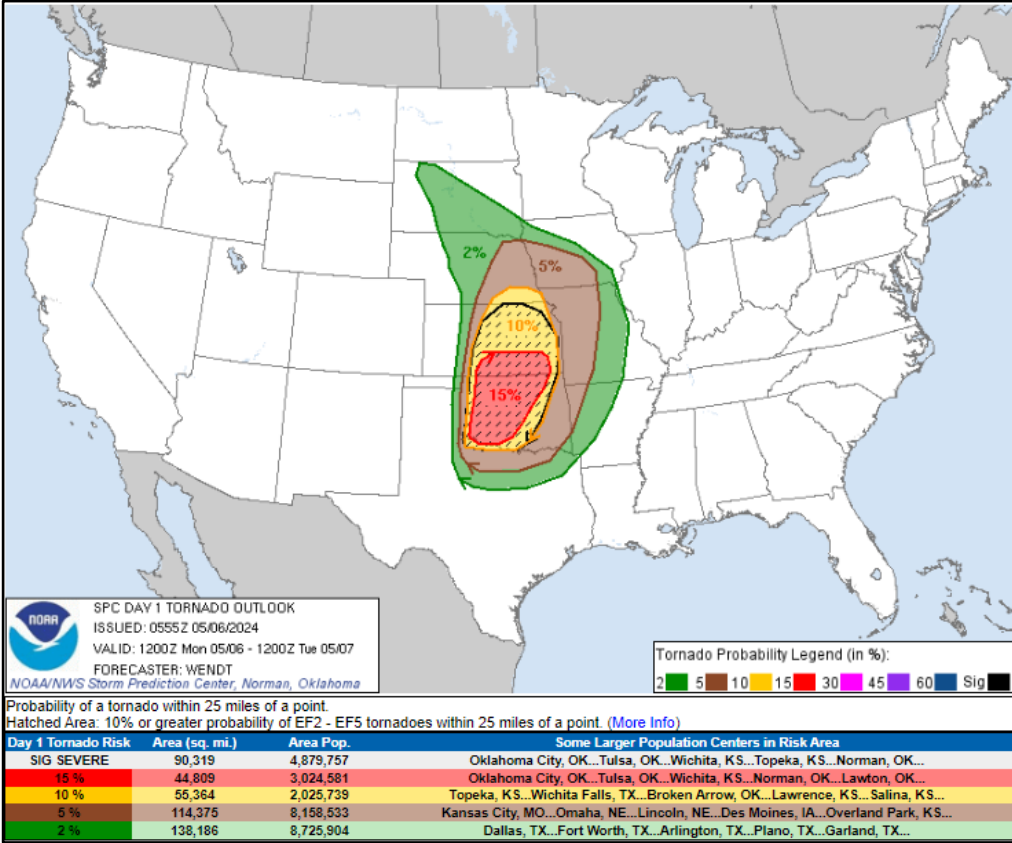 2%
5%
10%
15%
NOAA
SPC DAY 1 TORNADO OUTLOOK
ISSUED: 0555Z 05/06/2024
VALID: 1200Z Mon 05/06 - 1200Z Tue 05/07
FORECASTER: WENDT
NOAA/NWS Storm Prediction Center, Norman, Oklahoma
Tornado Probability Legend (in %):
2 5 10 15 30 45 60 Sig
Probability of a tornado within 25 miles of a point.
Hatched Area: 10% or greater probability of EF2 - EF5 tornadoes within 25 miles of a point. (More Info)
Day 1 Tornado Risk Area (sq. mi.) Area Pop. Some Larger Population Centers in Risk Area
SIG SEVERE 90,319 4,879,757 Oklahoma City, OK...Tulsa, OK...Wichita, KS...Topeka, KS...Norman, OK...
15 % 44,809 3,024,581 Oklahoma City, OK...Tulsa, OK...Wichita, KS...Norman, OK...Lawton, OK...
10 % 55,364 2,025,739 Topeka, KS...Wichita Falls, TX...Broken Arrow, OK...Lawrence, KS...Salina, KS...
5 % 114,375 8,158,533 Kansas City, MO...Omaha, NE...Lincoln, NE...Des Moines, IA...Overland Park, KS...
2 % 138,186 8,725,904 Dallas, TX...Fort Worth, TX...Arlington, TX...Plano, TX...Garland, TX...